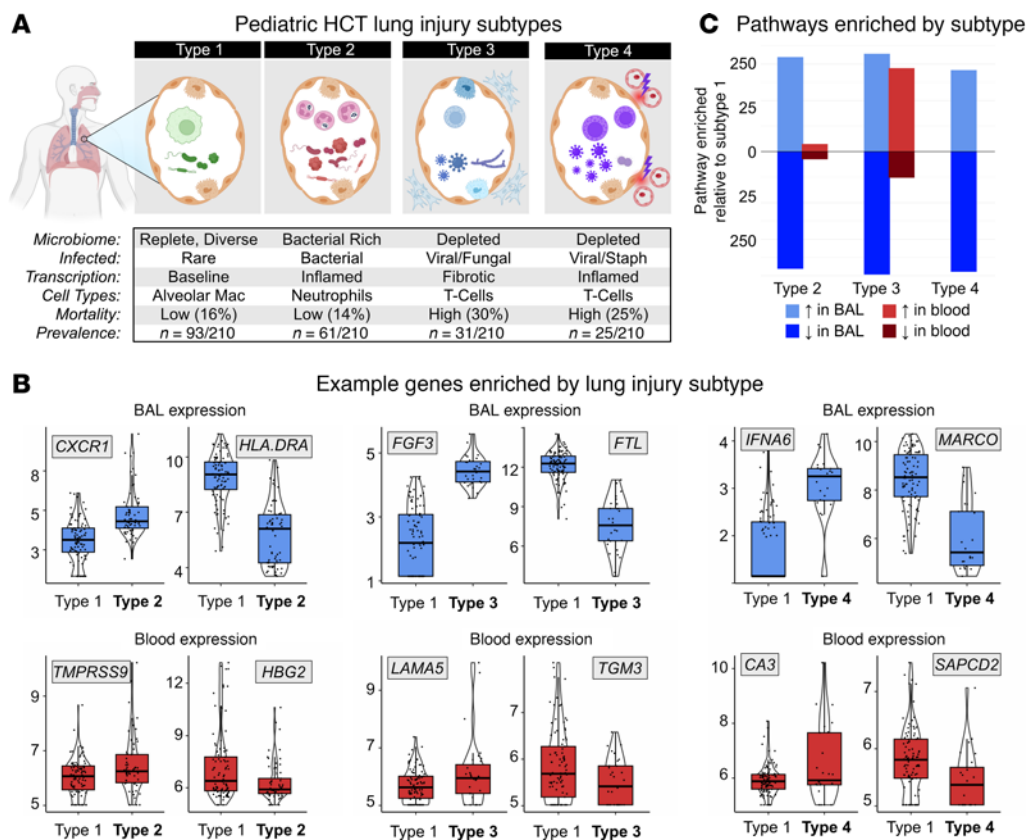 A
Pediatric HCT lung injury subtypes
Type 1 Type 2 Type 3 Type 4
Microbiome: Replete, Diverse Bacterial Rich Depleted Depleted
Infected: Rare Bacterial Viral/Fungal Viral/Staph
Transcription: Baseline Inflamed Fibrotic Inflamed
Cell Types: Alveolar Mac Neutrophils T-Cells T-Cells
Mortality: Low (16%) Low (14%) High (30%) High (25%)
Prevalence: n = 93/210 n = 61/210 n = 31/210 n = 25/210
C
Pathways enriched by subtype
Pathway enriched
relative to subtype 1
250
25
0
25
250
Type 2 Type 3 Type 4
↑ in BAL ↑ in blood
↓ in BAL ↓ in blood
B
Example genes enriched by lung injury subtype
BAL expression BAL expression BAL expression
CXCR1 HLA.DRA FGF3 FTL IFNA6 MARCO
8
5
3
10
7
4
5
3
1
12
9
6
4
3
2
10
8
6
Type 1 Type 2 Type 1 Type 2 Type 1 Type 3 Type 1 Type 3 Type 1 Type 4 Type 1 Type 4
Blood expression Blood expression Blood expression
TMPRSS9 HBG2 LAMA5 TGM3 CA3 SAPCD2
9
7
5
12
9
6
9
7
5
7
6
5
10
8
6
7
6
5
Type 1 Type 2 Type 1 Type 2 Type 1 Type 3 Type 1 Type 3 Type 1 Type 4 Type 1 Type 4